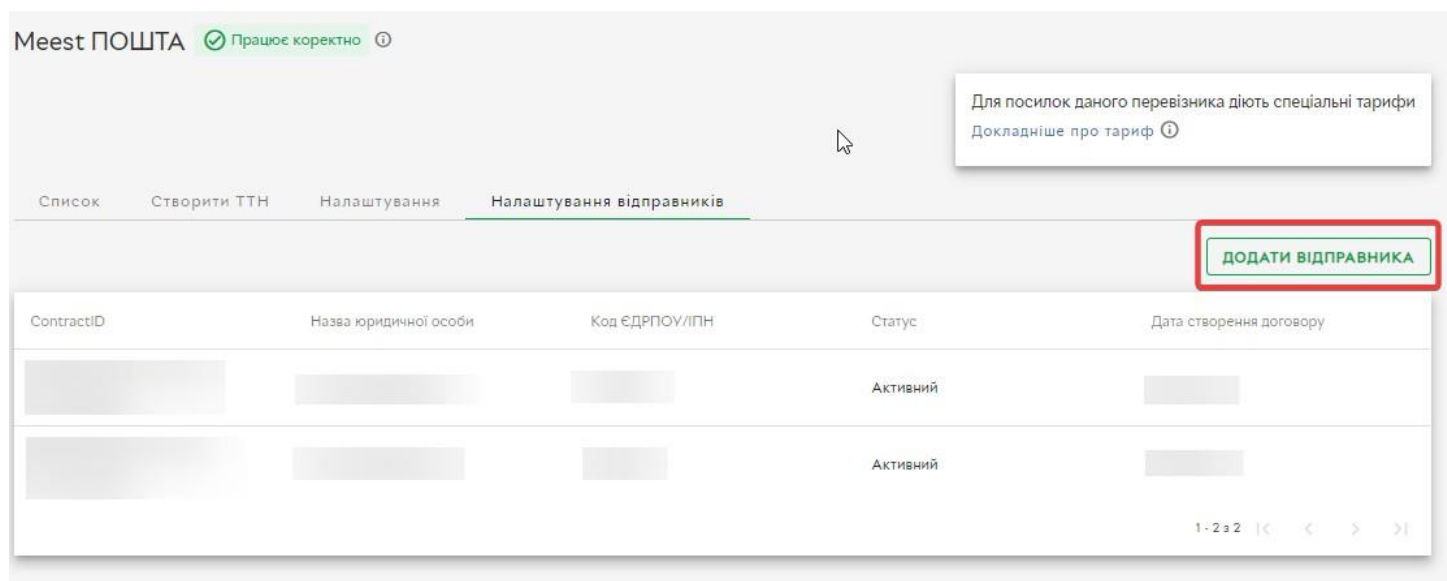 Meest ПОШТА Працює коректно
Для посилок даного перевізника діють спеціальні тарифи
Докладніше про тариф
Список Створити ТТН Налаштування Налаштування відправників
ДОДАТИ ВІДПРАВНИКА
ContractID Назва юридичної особи Код ЄДРПОУ/ІПН Статус Дата створення договору
Активний
Активний
1-2 з 2